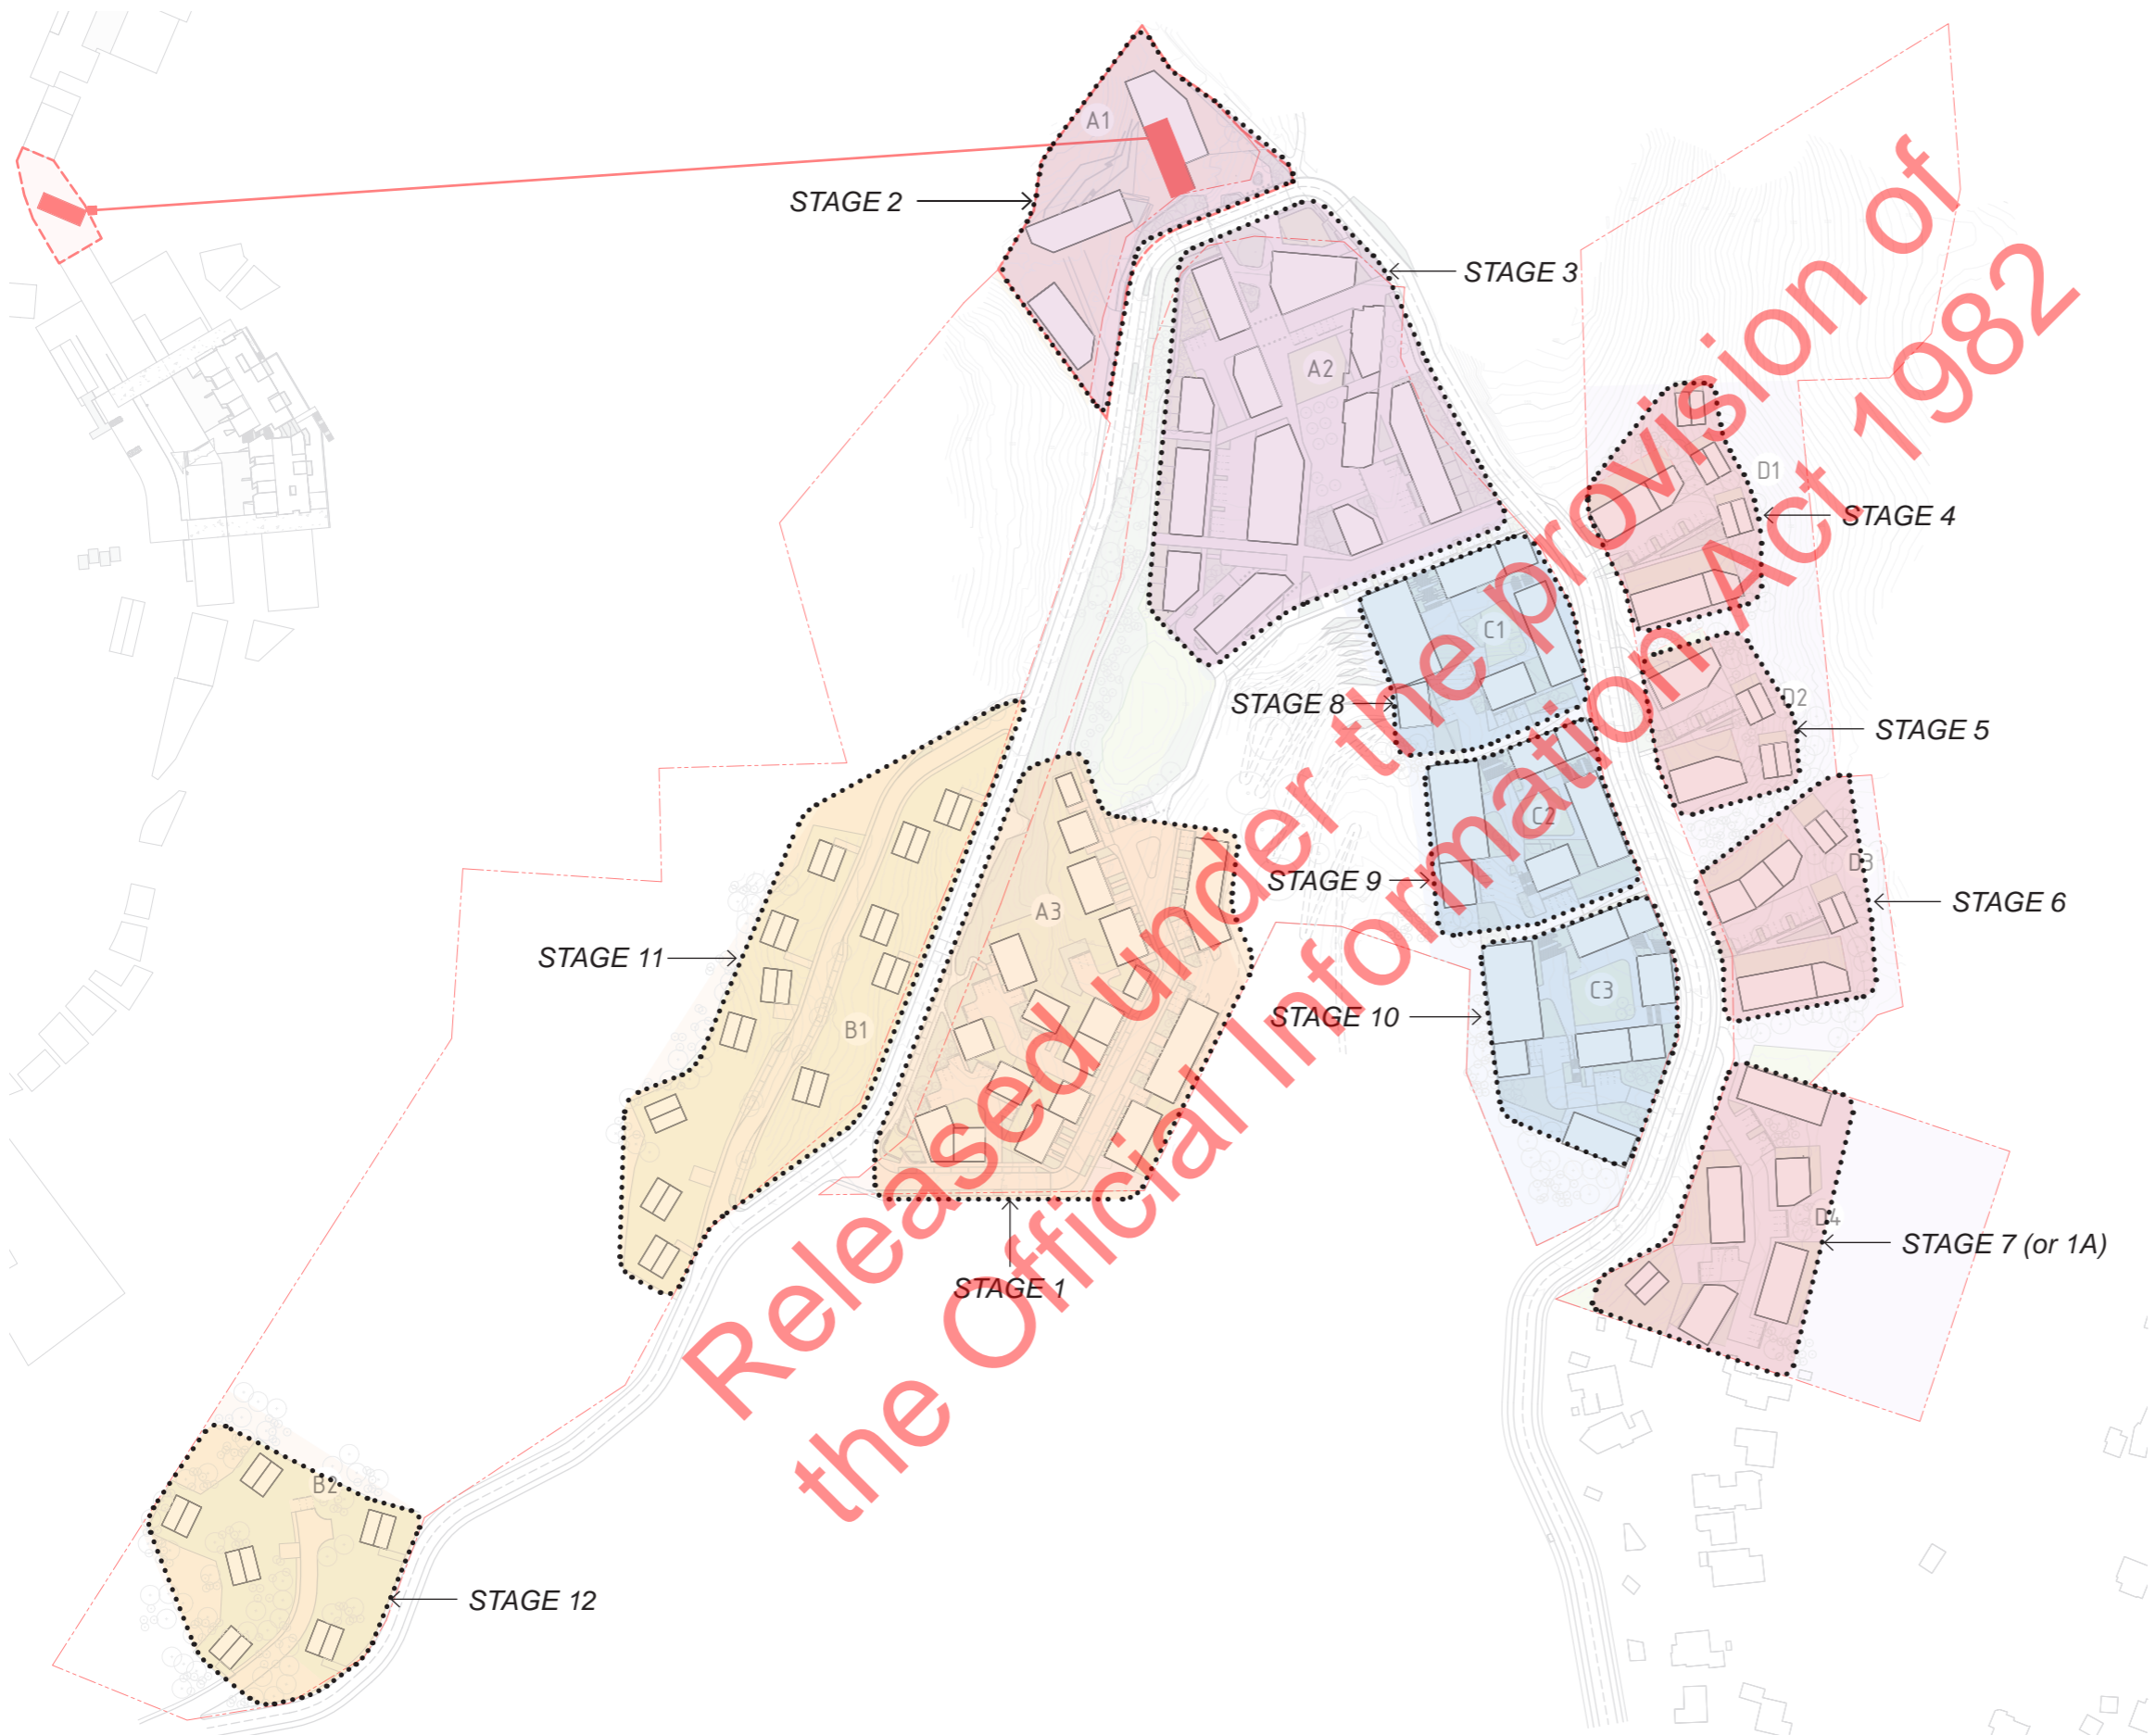 A1
STAGE 2
STAGE 3
A2
D1
STAGE 4
C1
D2
STAGE 8
STAGE 5
C2
D3
STAGE 9
STAGE 6
A3
STAGE 11
C3
STAGE 10
B1
D4
STAGE 7 (or 1A)
STAGE 1
B2
STAGE 12
Released under the provision of
the Official Information Act 1982